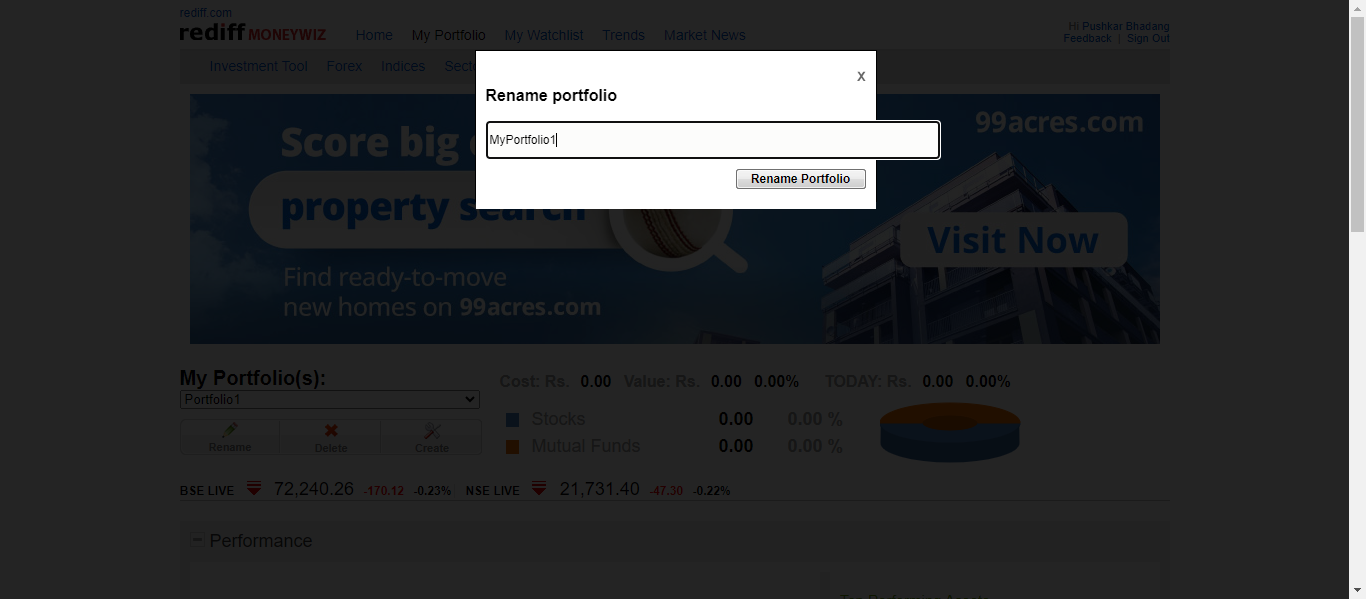 rediff.com
rediff MONEYWIZ
Home My Portfolio My Watchlist Trends Market News
Hi Pushkar Bhadang
Feedback | Sign Out
Investment Tool Forex Indices
x
Rename portfolio
MyPortfolio1
Rename Portfolio
Score big
property search
Find ready-to-move
new homes on 99acres.com
99acres.com
Visit Now
My Portfolio(s):
Portfolio1
Rename Delete Create
Cost: Rs. 0.00 Value: Rs. 0.00 0.00% TODAY: Rs. 0.00 0.00%
Stocks 0.00 0.00 %
Mutual Funds 0.00 0.00 %
BSE LIVE 72,240.26 -170.12 -0.23% NSE LIVE 21,731.40 -47.30 -0.22%
Performance